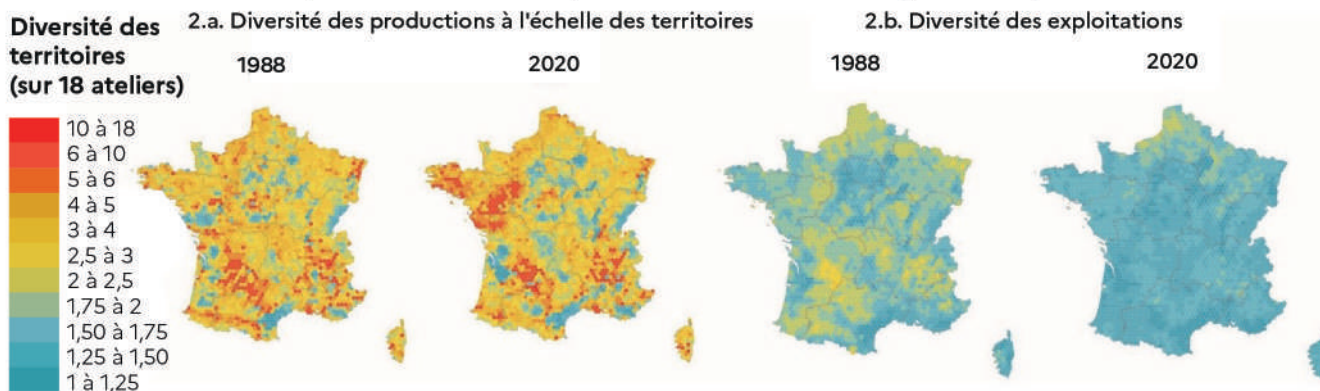 Diversité des
territoires
(sur 18 ateliers)
2.a. Diversité des productions à l'échelle des territoires
2.b. Diversité des exploitations
1988
2020
1988
2020
10 à 18
6 à 10
5 à 6
4 à 5
3 à 4
2,5 à 3
2 à 2,5
1,75 à 2
1,50 à 1,75
1,25 à 1,50
1 à 1,25